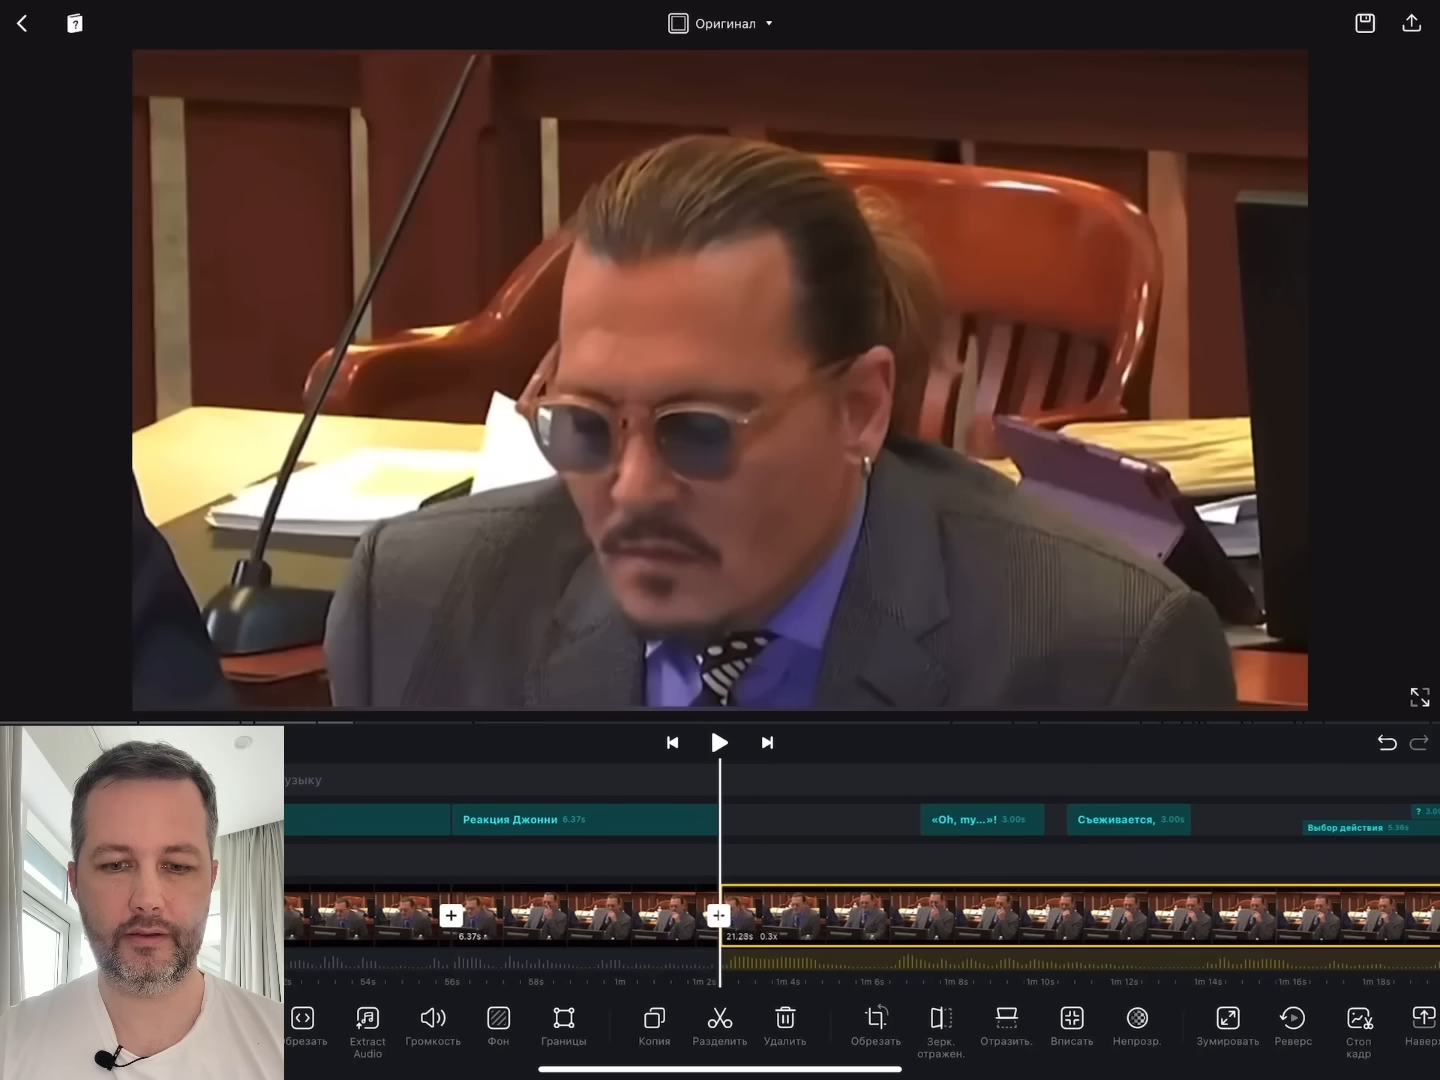 ?
Оригинал
узыку
Реакция Джонни 6.37s
«Oh, my...»! 3.00s
Съеживается, 3.00s
?
Выбор действия 5.36s
6.37s
21.28s 0.3x
54s
56s
58s
1m
1m 2s
1m 4s
1m 6s
1m 8s
1m 10s
1m 12s
1m 14s
1m 16s
1m 18s
брезать
Extract
Audio
Громкость
Фон
Границы
Копия
Разделить
Удалить
Обрезать
Зерк.
отражен.
Отразить.
Вписать
Непрозр.
Зумировать
Реверс
Стоп
кадр
Наверх